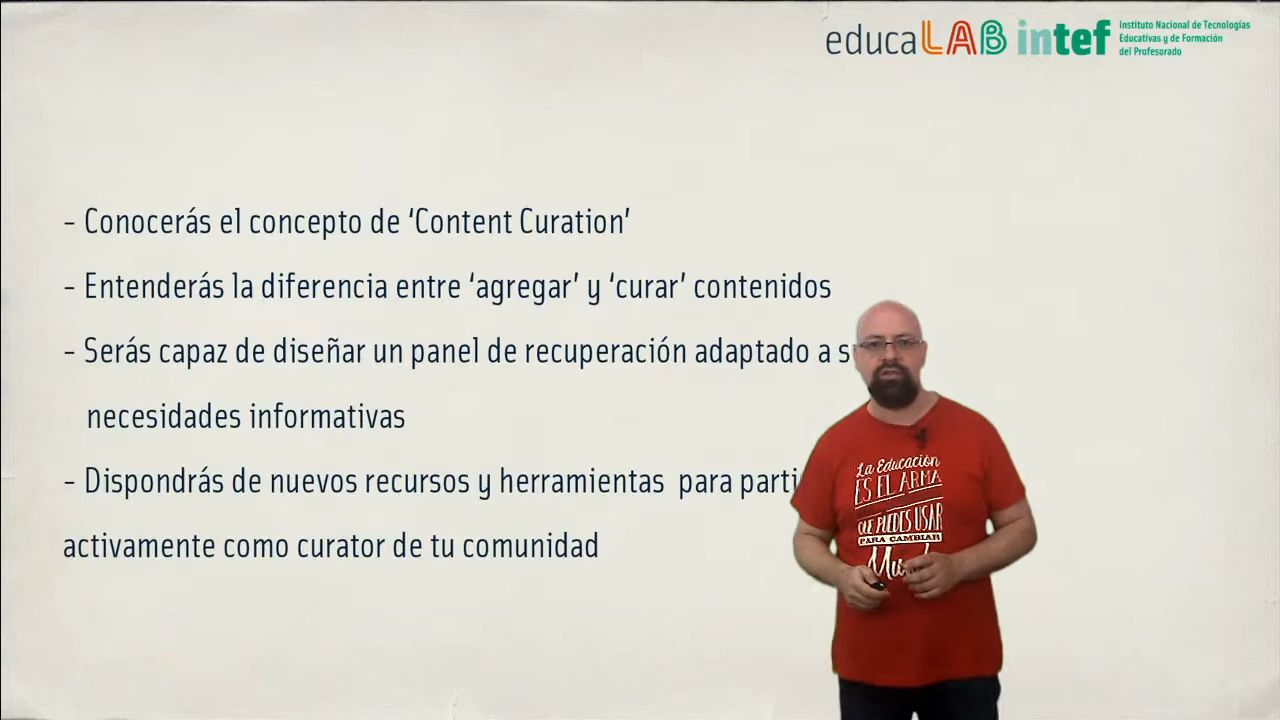 educaLAB intef Instituto Nacional de Tecnologías
Educativas y de Formación
del Profesorado
- Conocerás el concepto de ‘Content Curation’
- Entenderás la diferencia entre ‘agregar’ y ‘curar’ contenidos
- Serás capaz de diseñar un panel de recuperación adaptado a
necesidades informativas
- Dispondrás de nuevos recursos y herramientas para
activamente como curator de tu comunidad
La Educación
ES EL ARMA
QUE PUEDES USAR
PARA CAMBIAR